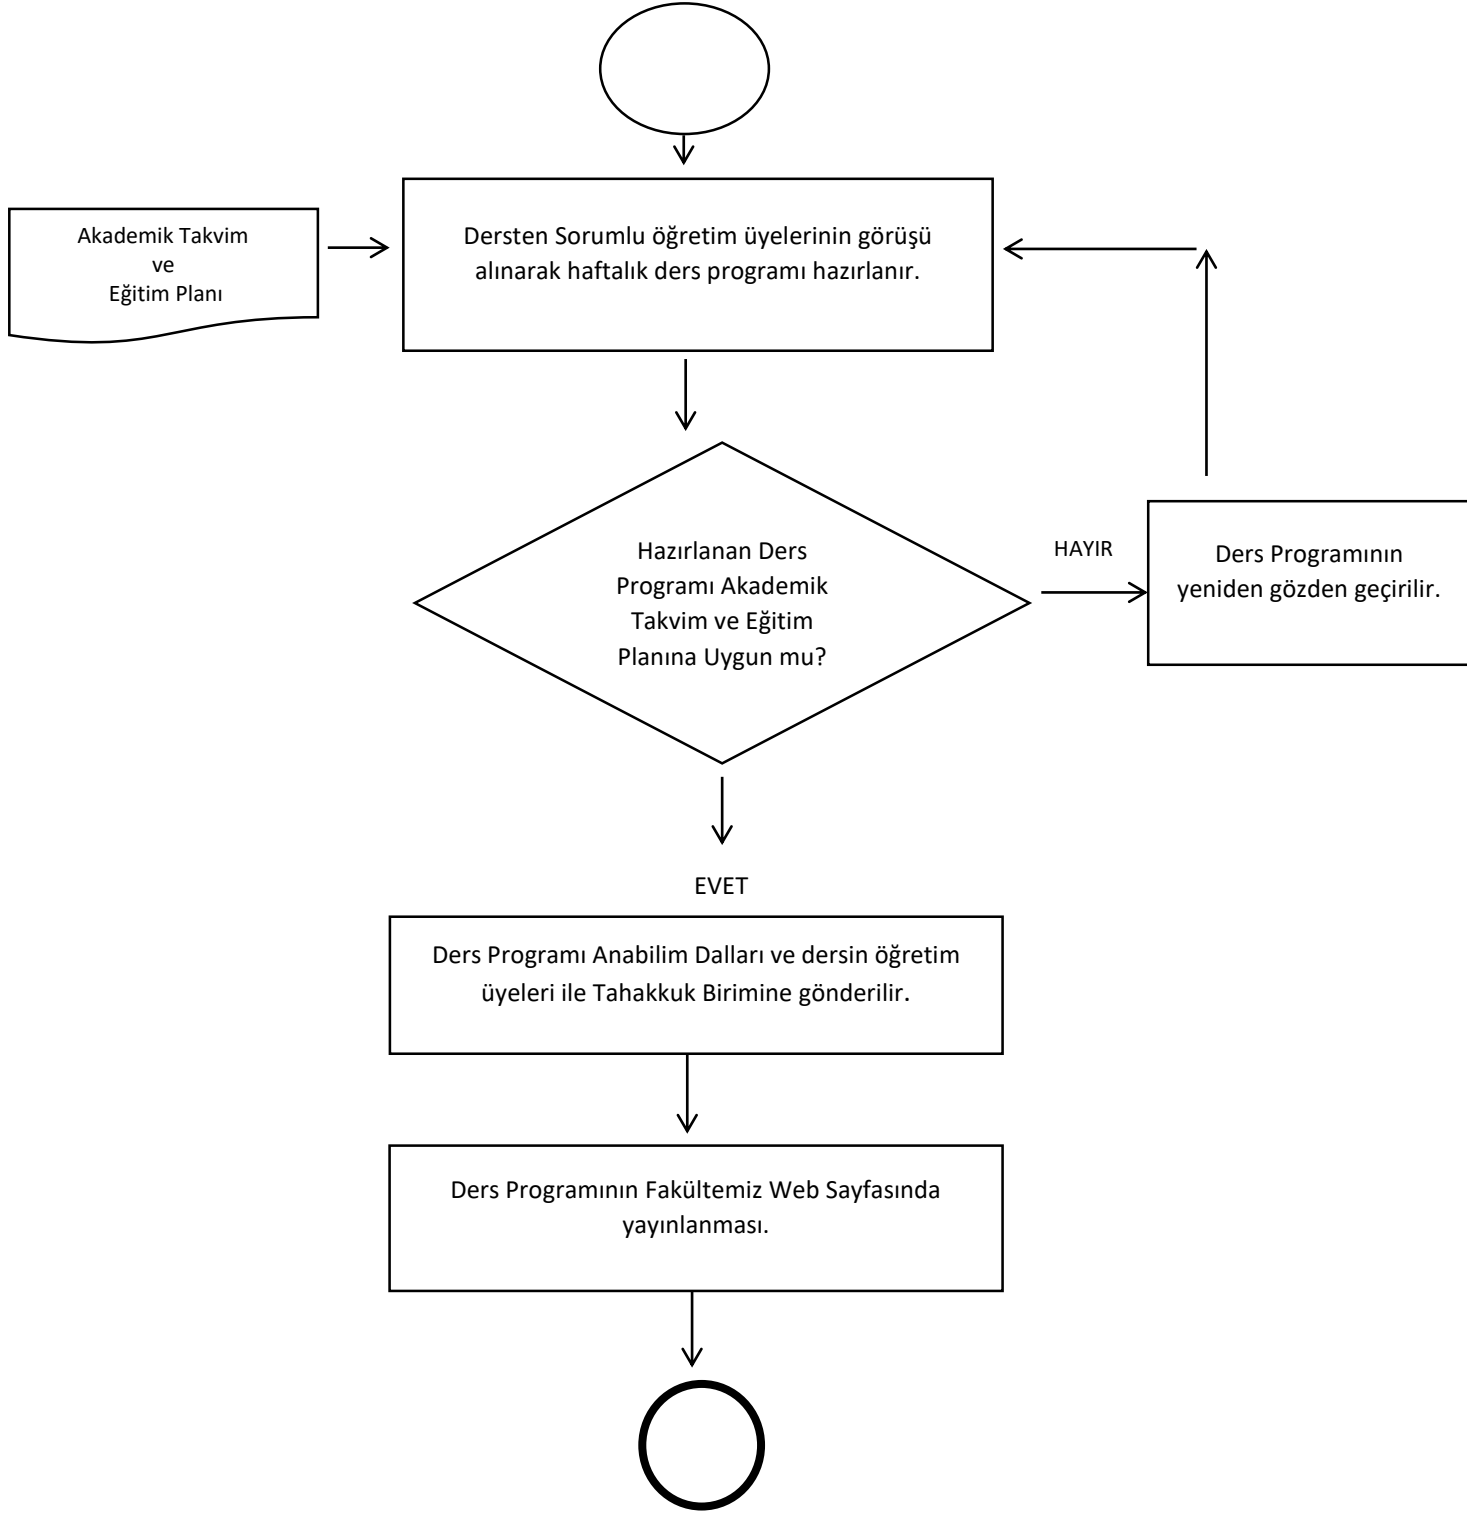 Akademik Takvim
ve
Eğitim Planı
Dersten Sorumlu öğretim üyelerinin görüşü
alınarak haftalık ders programı hazırlanır.
Hazırlanan Ders
Programı Akademik
Takvim ve Eğitim
Planına Uygun mu?
HAYIR
Ders Programının
yeniden gözden geçirilir.
EVET
Ders Programı Anabilim Dalları ve dersin öğretim
üyeleri ile Tahakkuk Birimine gönderilir.
Ders Programının Fakültemiz Web Sayfasında
yayınlanması.